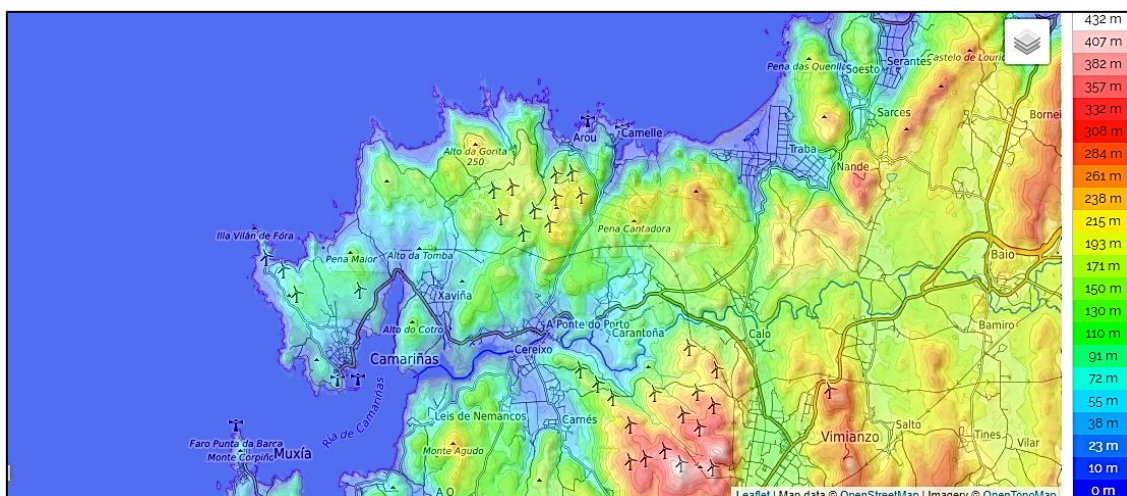 432 m
407 m
382 m
357 m
332 m
308 m
284 m
261 m
238 m
215 m
193 m
171 m
150 m
130 m
110 m
91 m
72 m
55 m
38 m
23 m
10 m
0 m
Castelo de Louri
Serantes
Pena das Quenll
Soesto
Bornei
Sarces
Arou
Camelle
Traba
Nande
Alto da Gorita
250
Pena Cantadora
Illa Vilán de Fóra
Pena Maior
Alto da Tomba
Baio
Xaviña
Alto do Cotro
A Ponte do Porto
Carantoña
Calo
Bamiro
Camariñas
Cereixo
Ría de Camariñas
Leis de Nemancos
Carnés
Vimianzo
Salto
Tines
Vilar
Faro Punta da Barca
Monte Corpiño
Muxía
Monte Agudo
A O
Leaflet | Map data © OpenStreetMap | Imagery © OpenTopoMap